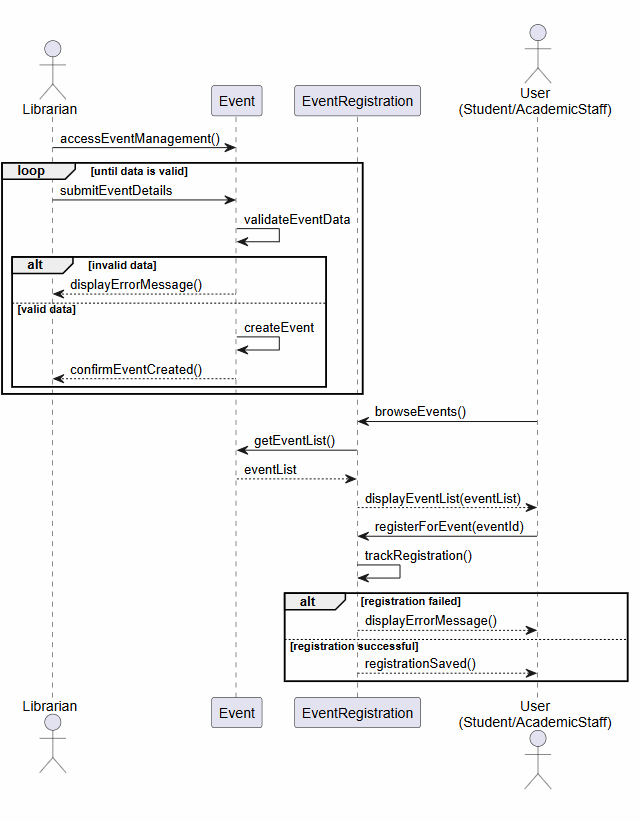 Librarian
Event
EventRegistration
User
(Student/AcademicStaff)
accessEventManagement()
loop [until data is valid]
submitEventDetails
validateEventData
alt [invalid data]
displayErrorMessage()
[valid data]
createEvent
confirmEventCreated()
browseEvents()
getEventList()
eventList
displayEventList(eventList)
registerForEvent(eventId)
trackRegistration()
alt [registration failed]
displayErrorMessage()
[registration successful]
registrationSaved()
Librarian
Event
EventRegistration
User
(Student/AcademicStaff)